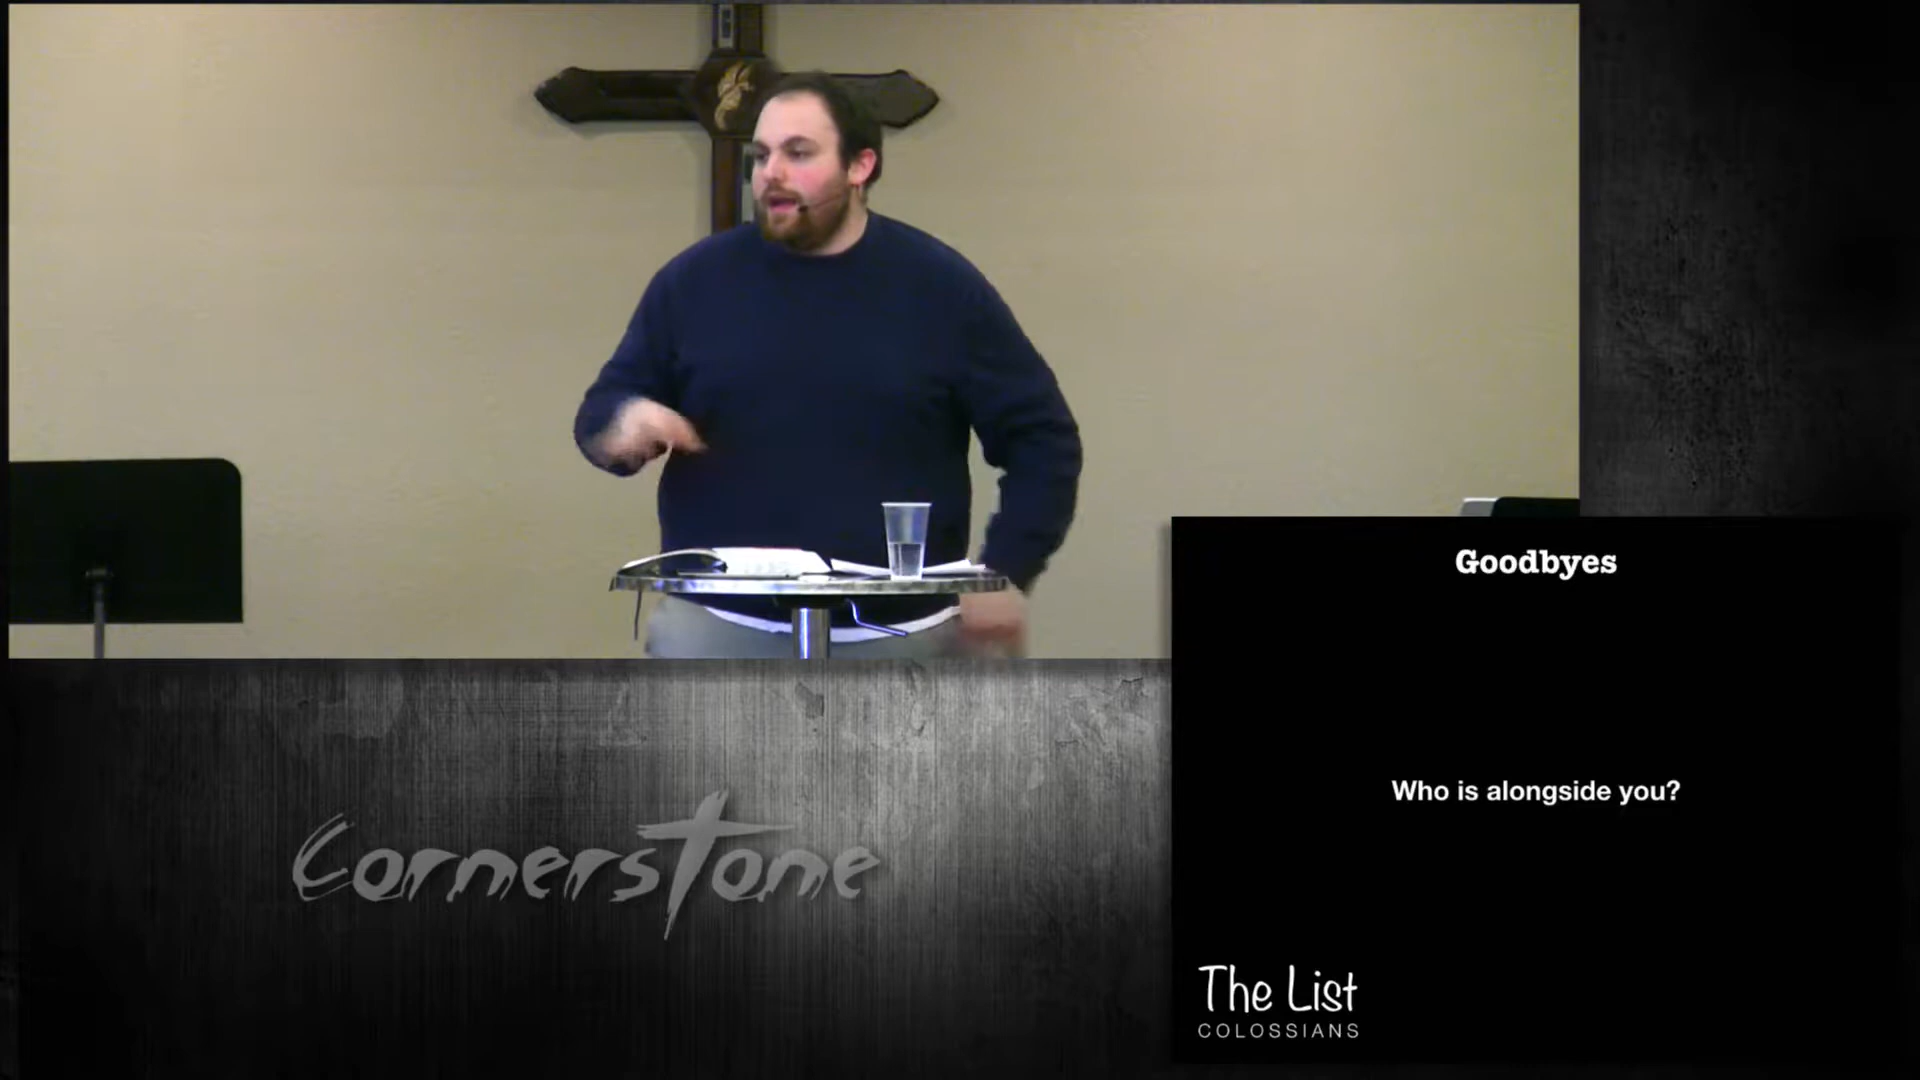 Goodbyes
Who is alongside you?
Cornerstone
The List
COLOSSIANS